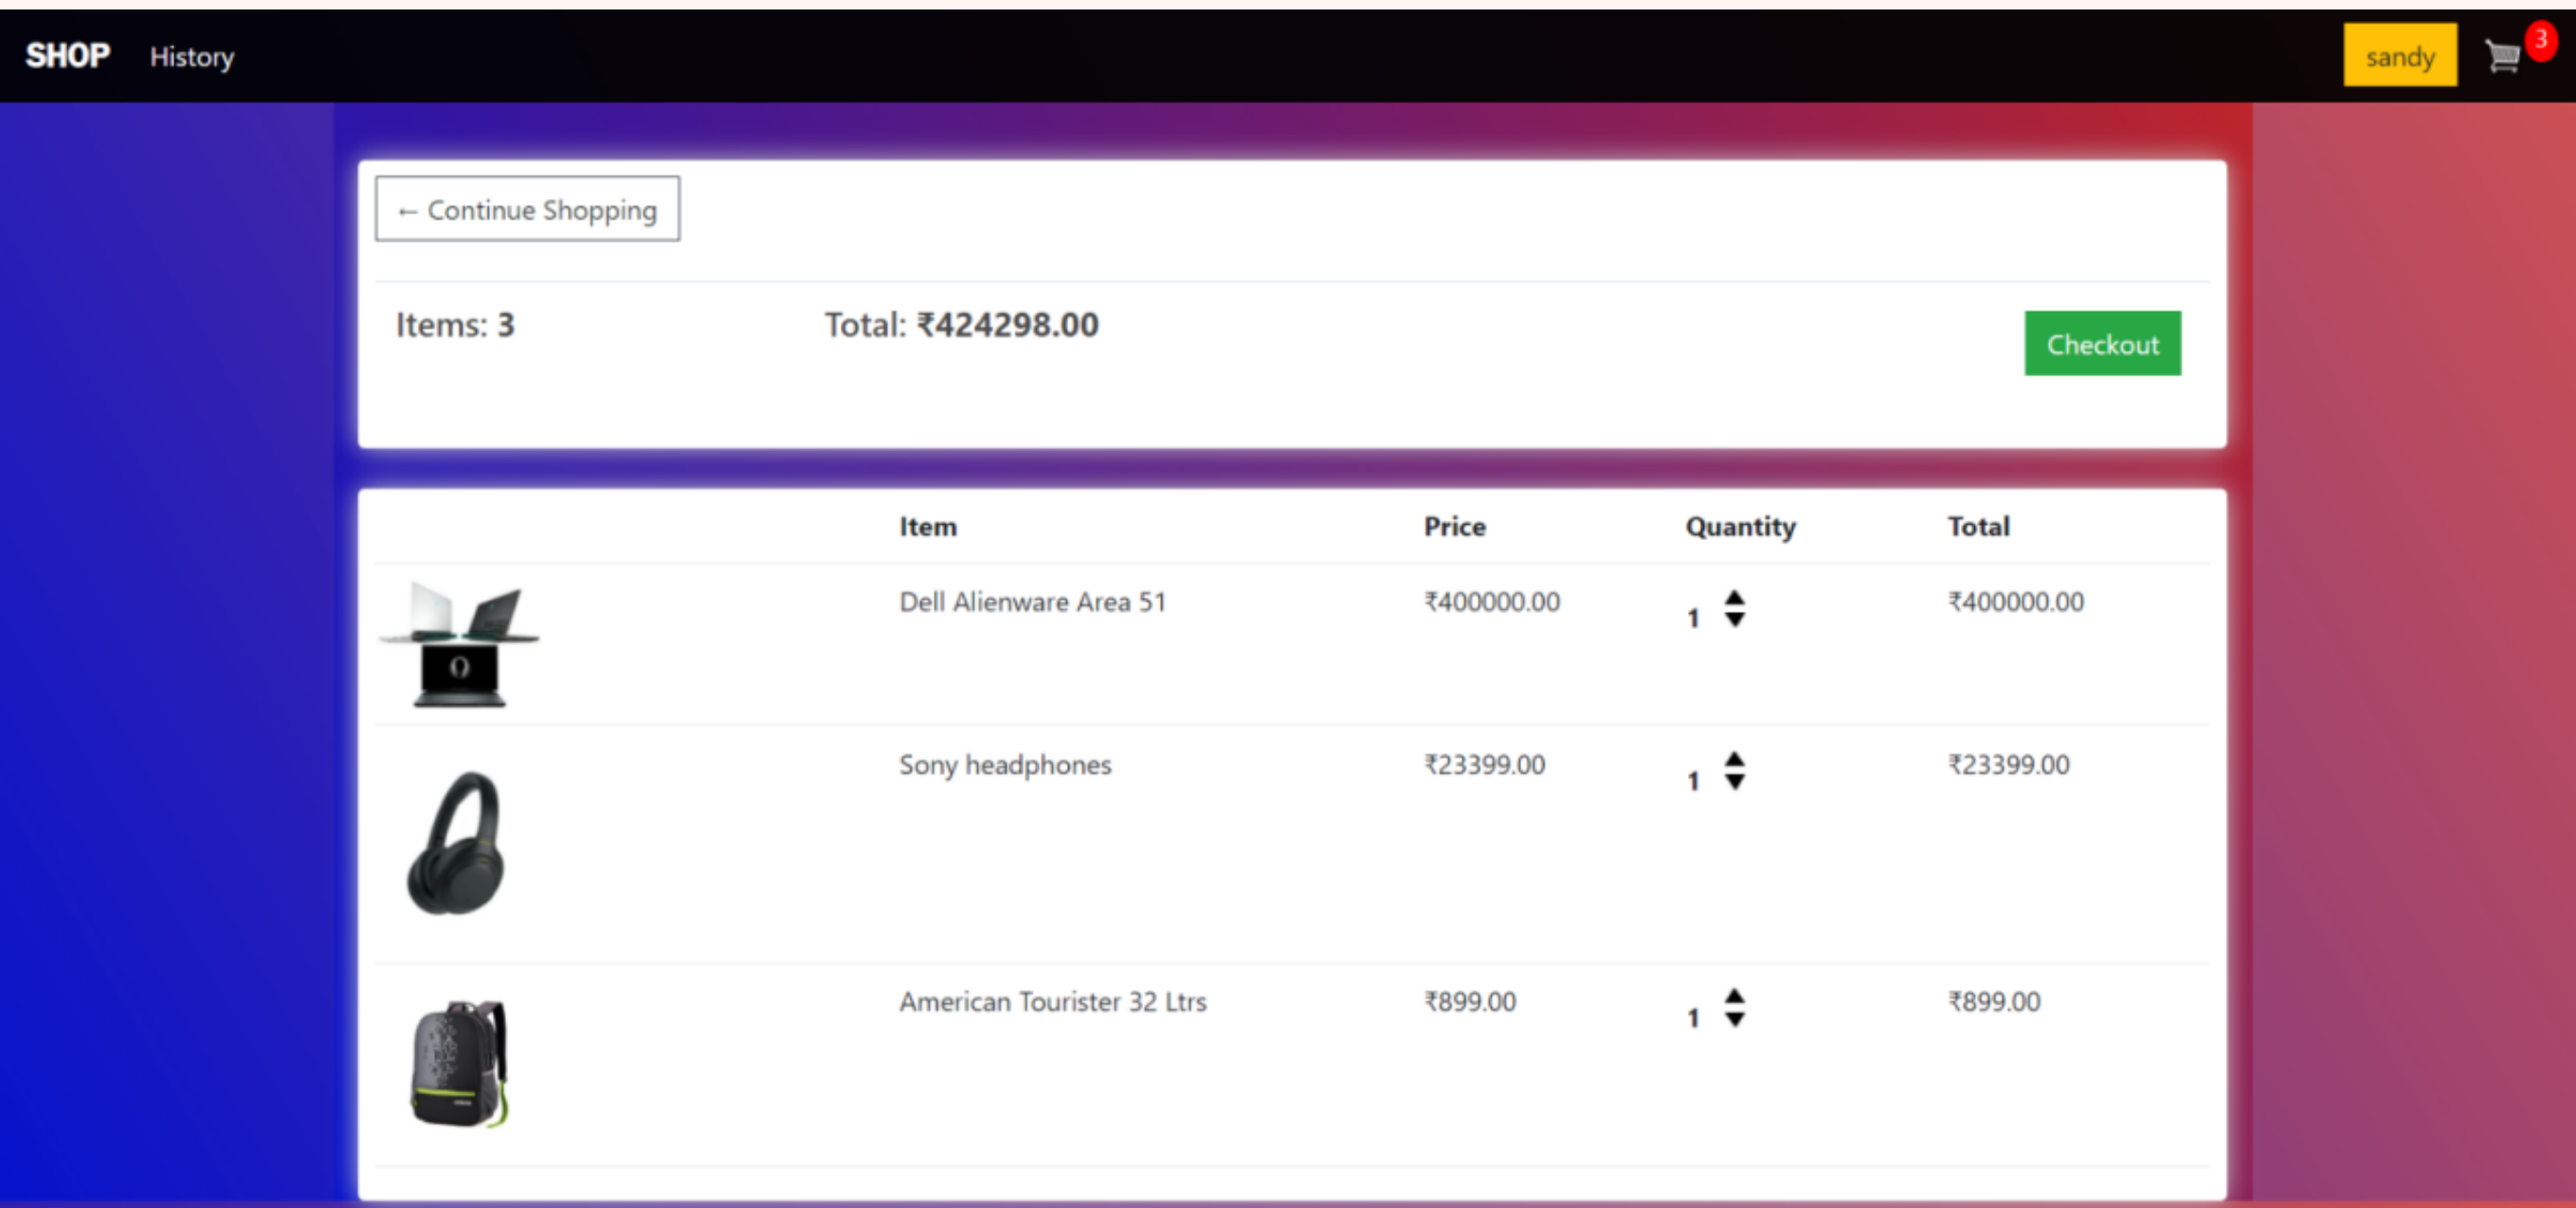 SHOP History sandy 3
← Continue Shopping
Items: 3 Total: ₹424298.00 Checkout
Item Price Quantity Total
Dell Alienware Area 51 ₹400000.00 1 ₹400000.00
Sony headphones ₹23399.00 1 ₹23399.00
American Tourister 32 Ltrs ₹899.00 1 ₹899.00